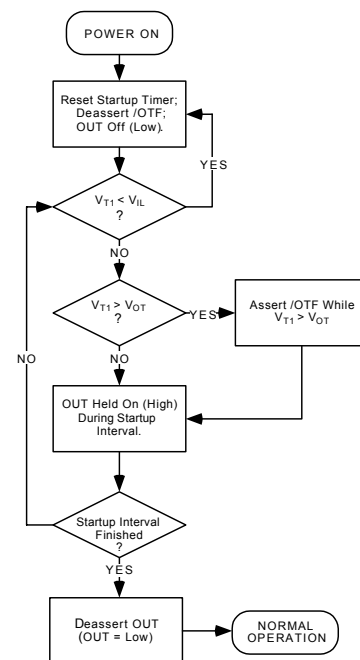 POWER ON
Reset Startup Timer;
Deassert /OTF;
OUT Off (Low).
YES
V_T1 < V_IL
?
NO
V_T1 > V_OT
?
YES
Assert /OTF While
V_T1 > V_OT
NO
NO
OUT Held On (High)
During Startup
Interval.
Startup Interval
Finished
?
YES
Deassert OUT
(OUT = Low)
NORMAL
OPERATION